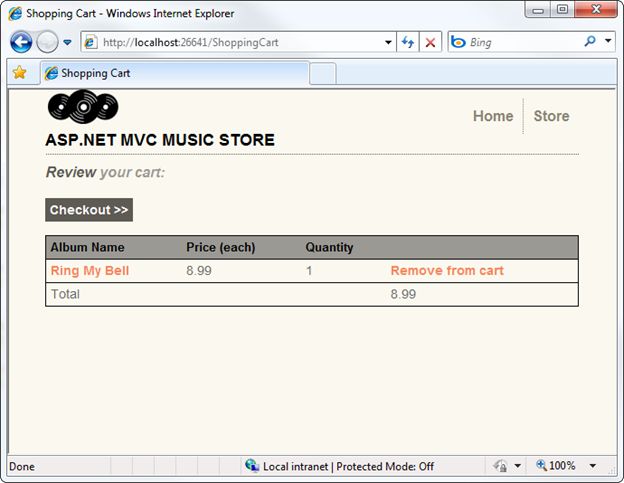 Shopping Cart - Windows Internet Explorer
http://localhost:26641/ShoppingCart
Bing
Shopping Cart
Home Store
ASP.NET MVC MUSIC STORE
Review your cart:
Checkout >>
Album Name Price (each) Quantity
Ring My Bell 8.99 1 Remove from cart
Total 8.99
Done Local intranet | Protected Mode: Off 100%